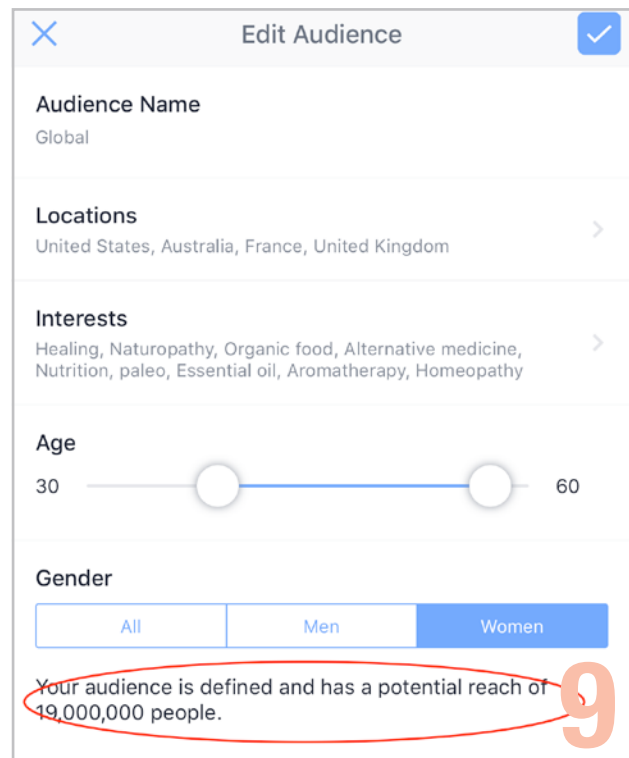 Edit Audience
Audience Name
Global
Locations
United States, Australia, France, United Kingdom
Interests
Healing, Naturopathy, Organic food, Alternative medicine,
Nutrition, paleo, Essential oil, Aromatherapy, Homeopathy
Age
30 60
Gender
All Men Women
Your audience is defined and has a potential reach of
19,000,000 people.
9